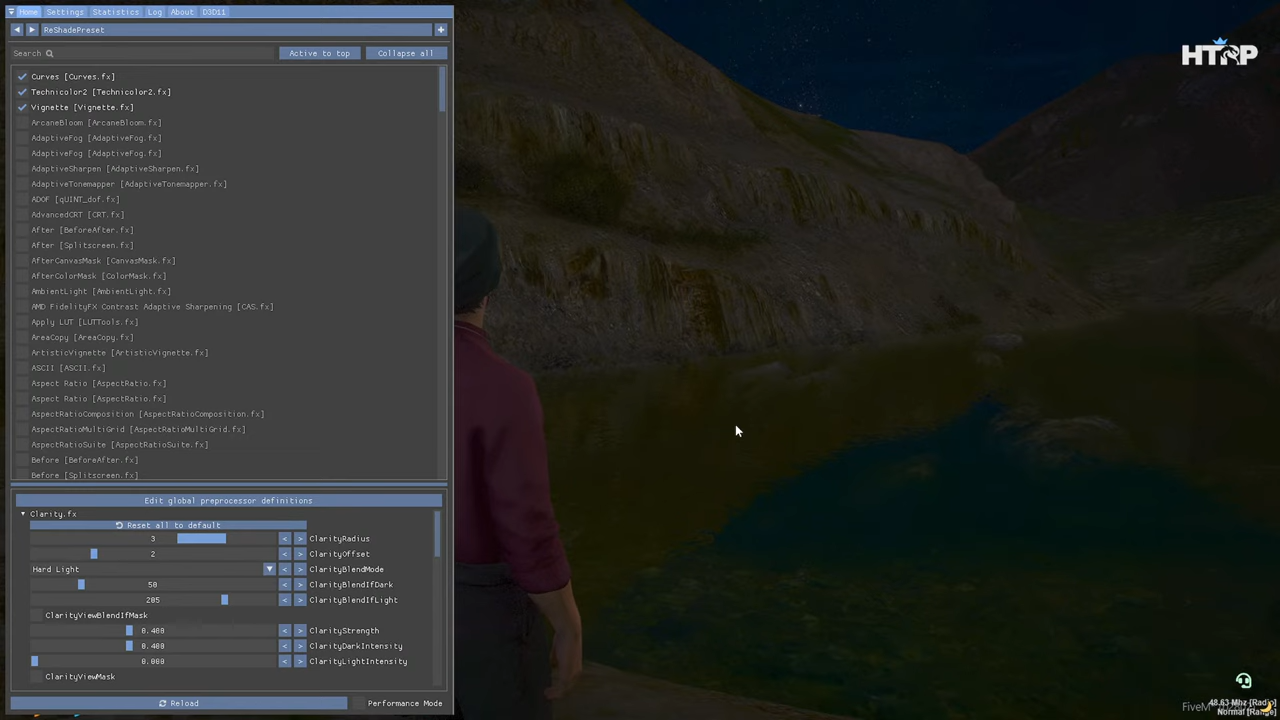 Home Settings Statistics Log About D3D11
ReShadePreset +
Search Active to top Collapse all
Curves [Curves.fx]
Technicolor2 [Technicolor2.fx]
Vignette [Vignette.fx]
ArcaneBloom [ArcaneBloom.fx]
AdaptiveFog [AdaptiveFog.fx]
AdaptiveFog [AdaptiveFog.fx]
AdaptiveSharpen [AdaptiveSharpen.fx]
AdaptiveTonemapper [AdaptiveTonemapper.fx]
ADOF [qUINT_dof.fx]
AdvancedCRT [CRT.fx]
After [BeforeAfter.fx]
After [Splitscreen.fx]
AfterCanvasMask [CanvasMask.fx]
AfterColorMask [ColorMask.fx]
AmbientLight [AmbientLight.fx]
AMD FidelityFX Contrast Adaptive Sharpening [CAS.fx]
Apply LUT [LUTTools.fx]
AreaCopy [AreaCopy.fx]
ArtisticVignette [ArtisticVignette.fx]
ASCII [ASCII.fx]
Aspect Ratio [AspectRatio.fx]
Aspect Ratio [AspectRatio.fx]
AspectRatioComposition [AspectRatioComposition.fx]
AspectRatioMultiGrid [AspectRatioMultiGrid.fx]
AspectRatioSuite [AspectRatioSuite.fx]
Before [BeforeAfter.fx]
Before [Splitscreen.fx]
Edit global preprocessor definitions
Clarity.fx
Reset all to default
3 < > ClarityRadius
2 < > ClarityOffset
Hard Light < > ClarityBlendMode
50 < > ClarityBlendIfDark
205 < > ClarityBlendIfLight
ClarityViewBlendIfMask
0.400 < > ClarityStrength
0.400 < > ClarityDarkIntensity
0.000 < > ClarityLightIntensity
ClarityViewMask
Reload Performance Mode
HTRP
48.63 Mhz [Radio]
Normal [Range]